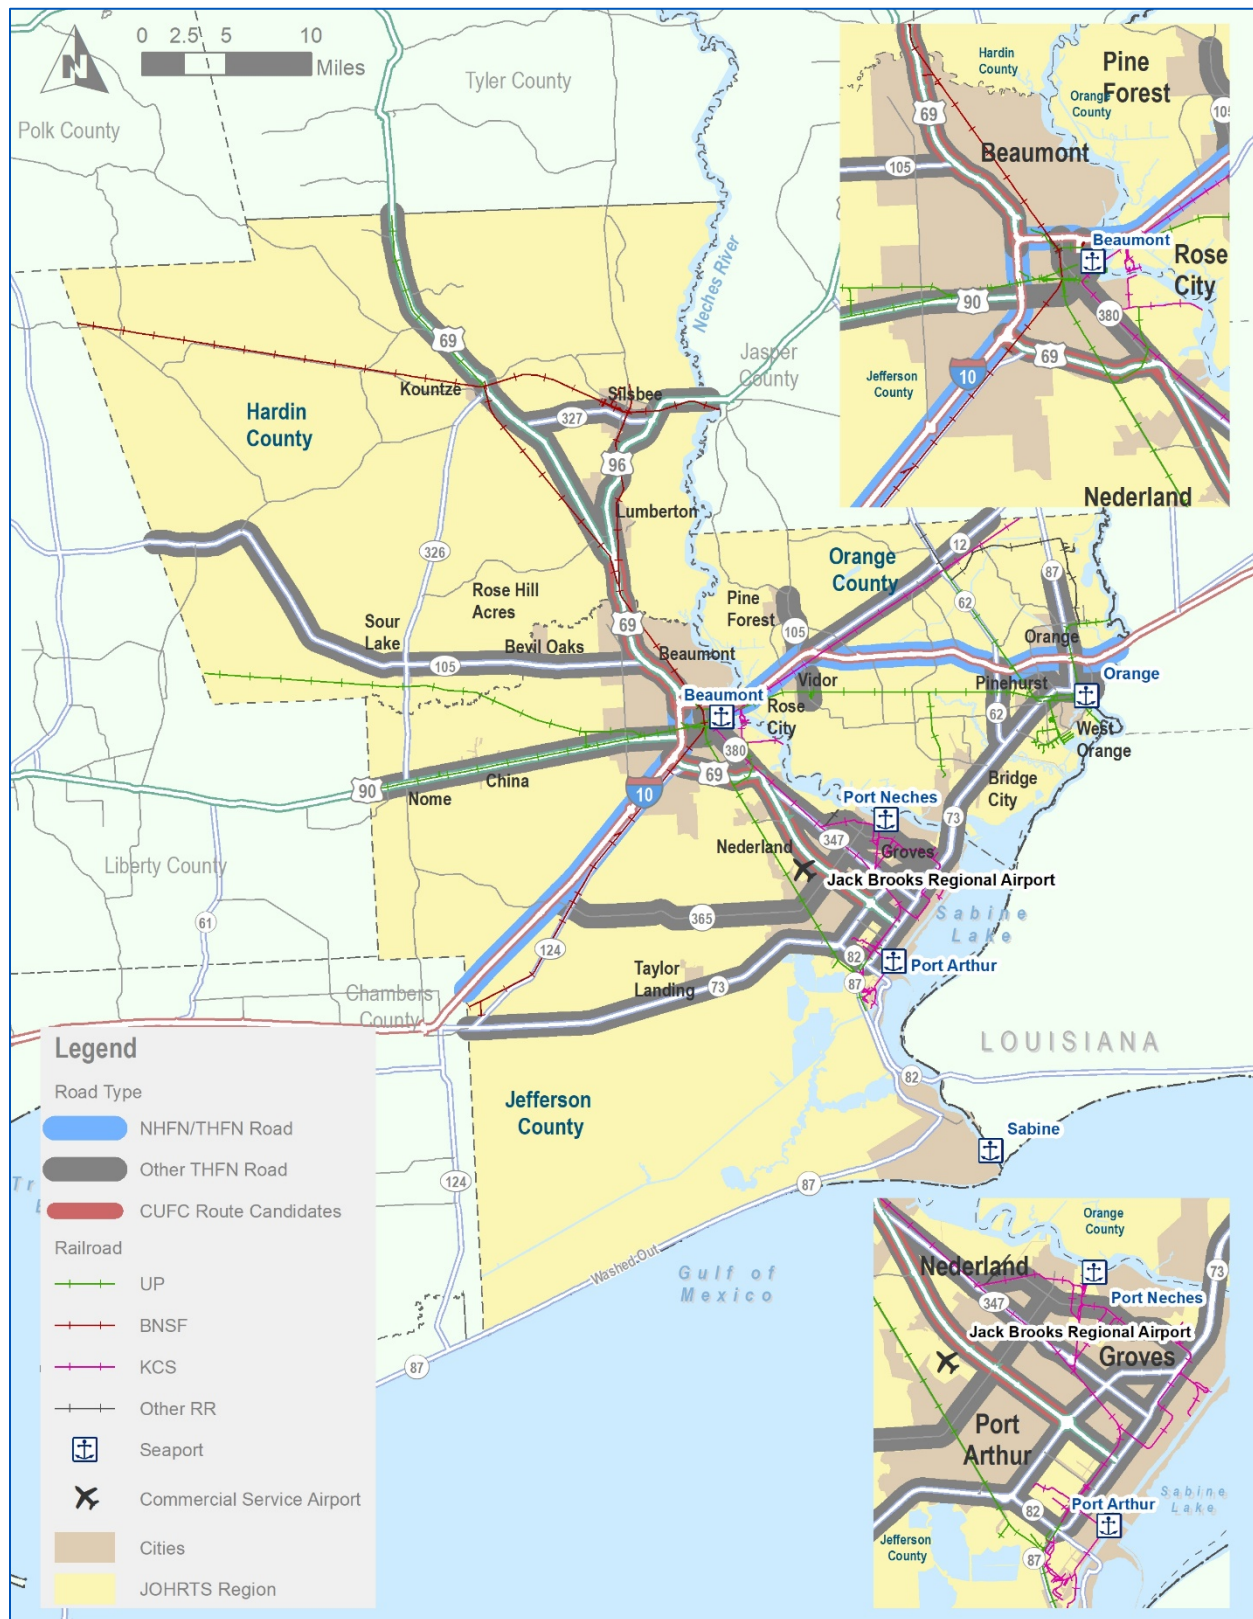 N
0 2.5 5 10
Miles
Polk County
Tyler County
Neches River
Jasper
County
69
Kountze
Silsbee
327
Hardin
County
96
Lumberton
326
Rose Hill
Acres
Sour
Lake
105
Bevil Oaks
69
Beaumont
Pine
Forest
105
Orange
County
12
62
87
Orange
Vidor
Pinehurst
Orange
Beaumont
Rose
City
62
West
Orange
380
Bridge
City
90
Nome
China
10
69
Port Neches
73
347
Nederland
Groves
Jack Brooks Regional Airport
Liberty County
61
365
124
Sabine
Lake
82
Port Arthur
87
Taylor
Landing
73
Chambers
County
LOUISIANA
82
Jefferson
County
Sabine
124
87
Washed Out
Gulf of
Mexico
87
Hardin
County
Pine
Forest
Orange
County
69
105
Beaumont
105
Beaumont
Rose
City
90
380
69
10
Jefferson
County
Nederland
Orange
County
Nederland
73
Port Neches
347
Jack Brooks Regional Airport
Groves
Port
Arthur
Sabine
Lake
Port Arthur
82
Jefferson
County
87
Legend
Road Type
NHFN/THFN Road
Other THFN Road
CUFC Route Candidates
Railroad
UP
BNSF
KCS
Other RR
Seaport
Commercial Service Airport
Cities
JOHRTS Region